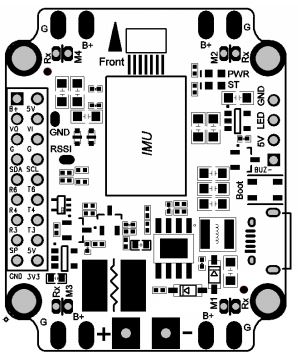 G B+ B+ G
Rx M4 M2 Rx
Front
PWR
ST
B+ 5V
VO VI
G G
SDA SCL
R6 T6
R4 T4
R3 T3
SP 5V
GND 3V3
GND
RSSI
IMU
GND
LED
5V
BUZ-
Boot
Rx M3 M1 Rx
G B+ + - B+ G